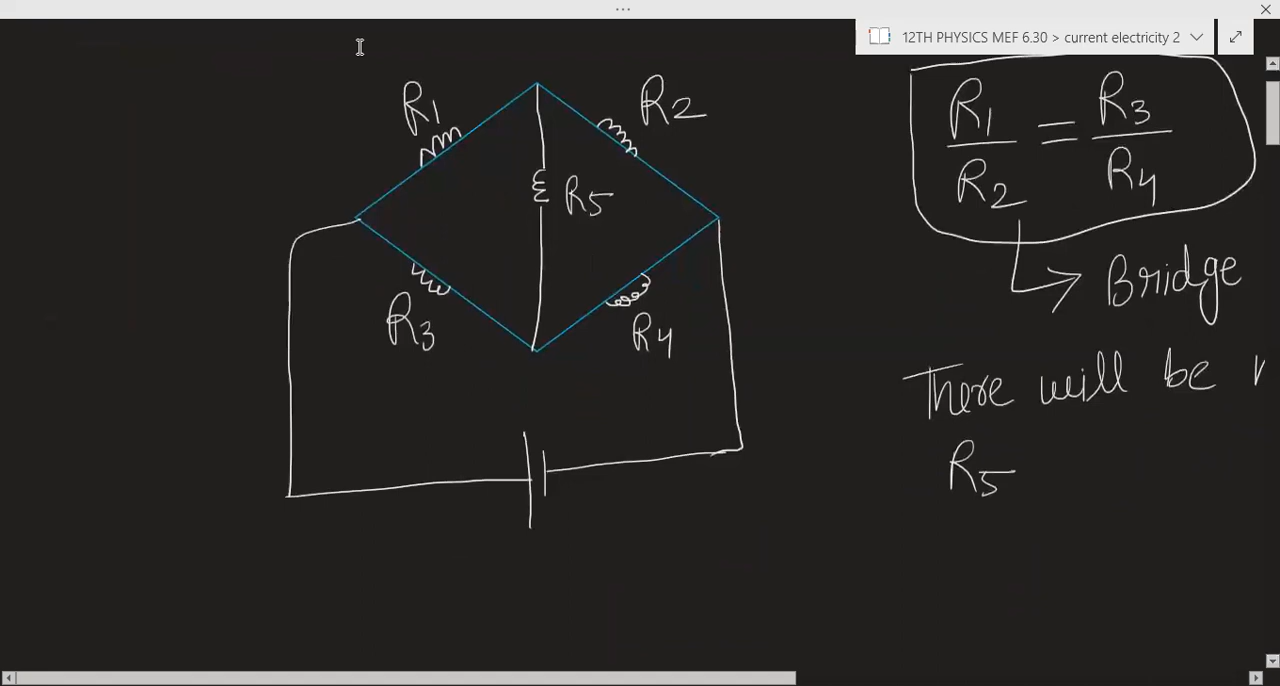 12TH PHYSICS MEF 6.30 > current electricity 2
R1
R2
R5
R3
R4
R1/R2 = R3/R4
Bridge
There will be
R5